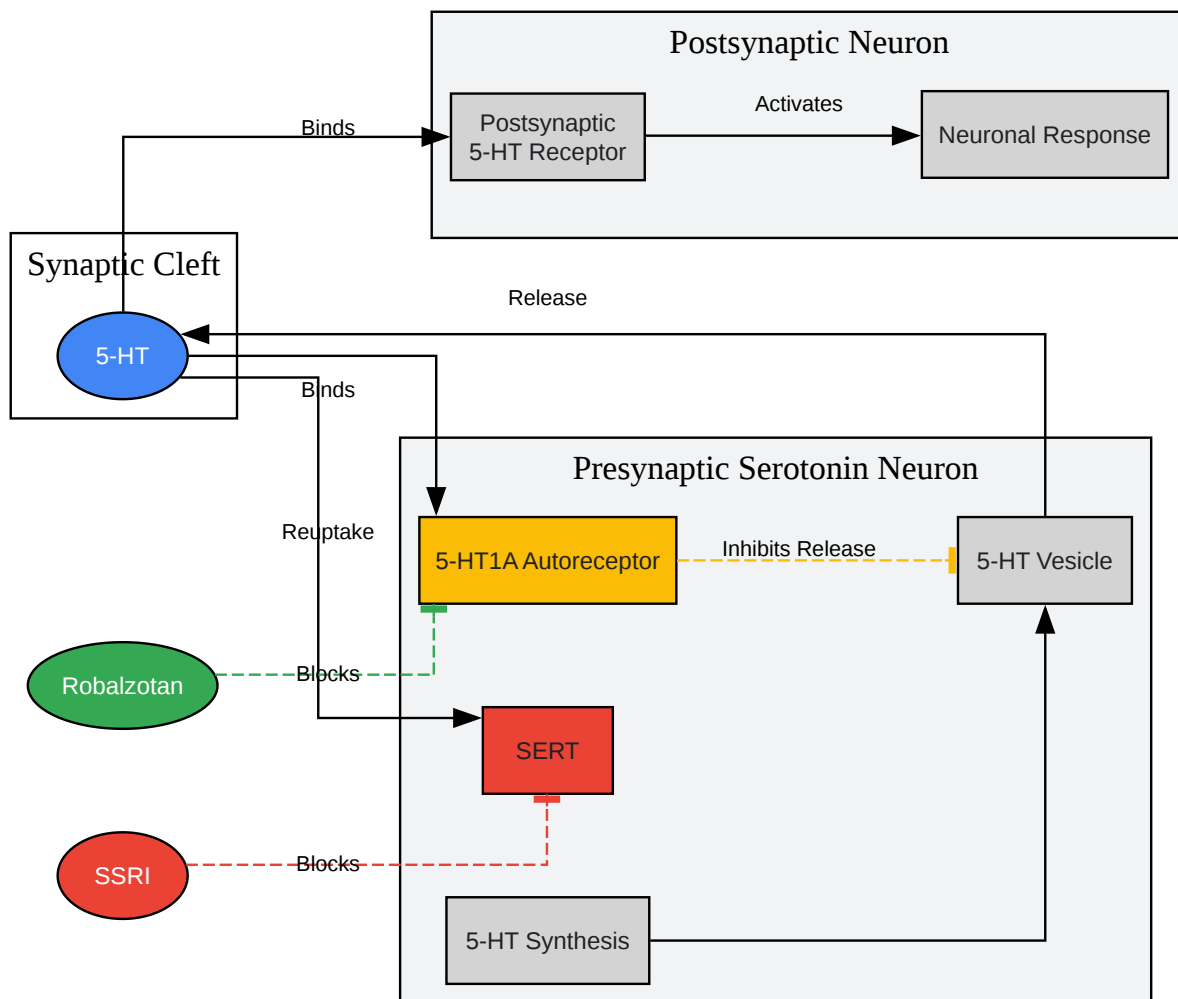 Postsynaptic Neuron
Activates
Binds
Postsynaptic
5-HT Receptor
Neuronal Response
Synaptic Cleft
Release
5-HT
Binds
Presynaptic Serotonin Neuron
Reuptake
5-HT1A Autoreceptor
Inhibits Release
5-HT Vesicle
Robalzotan
Blocks
SERT
SSRI
Blocks
5-HT Synthesis